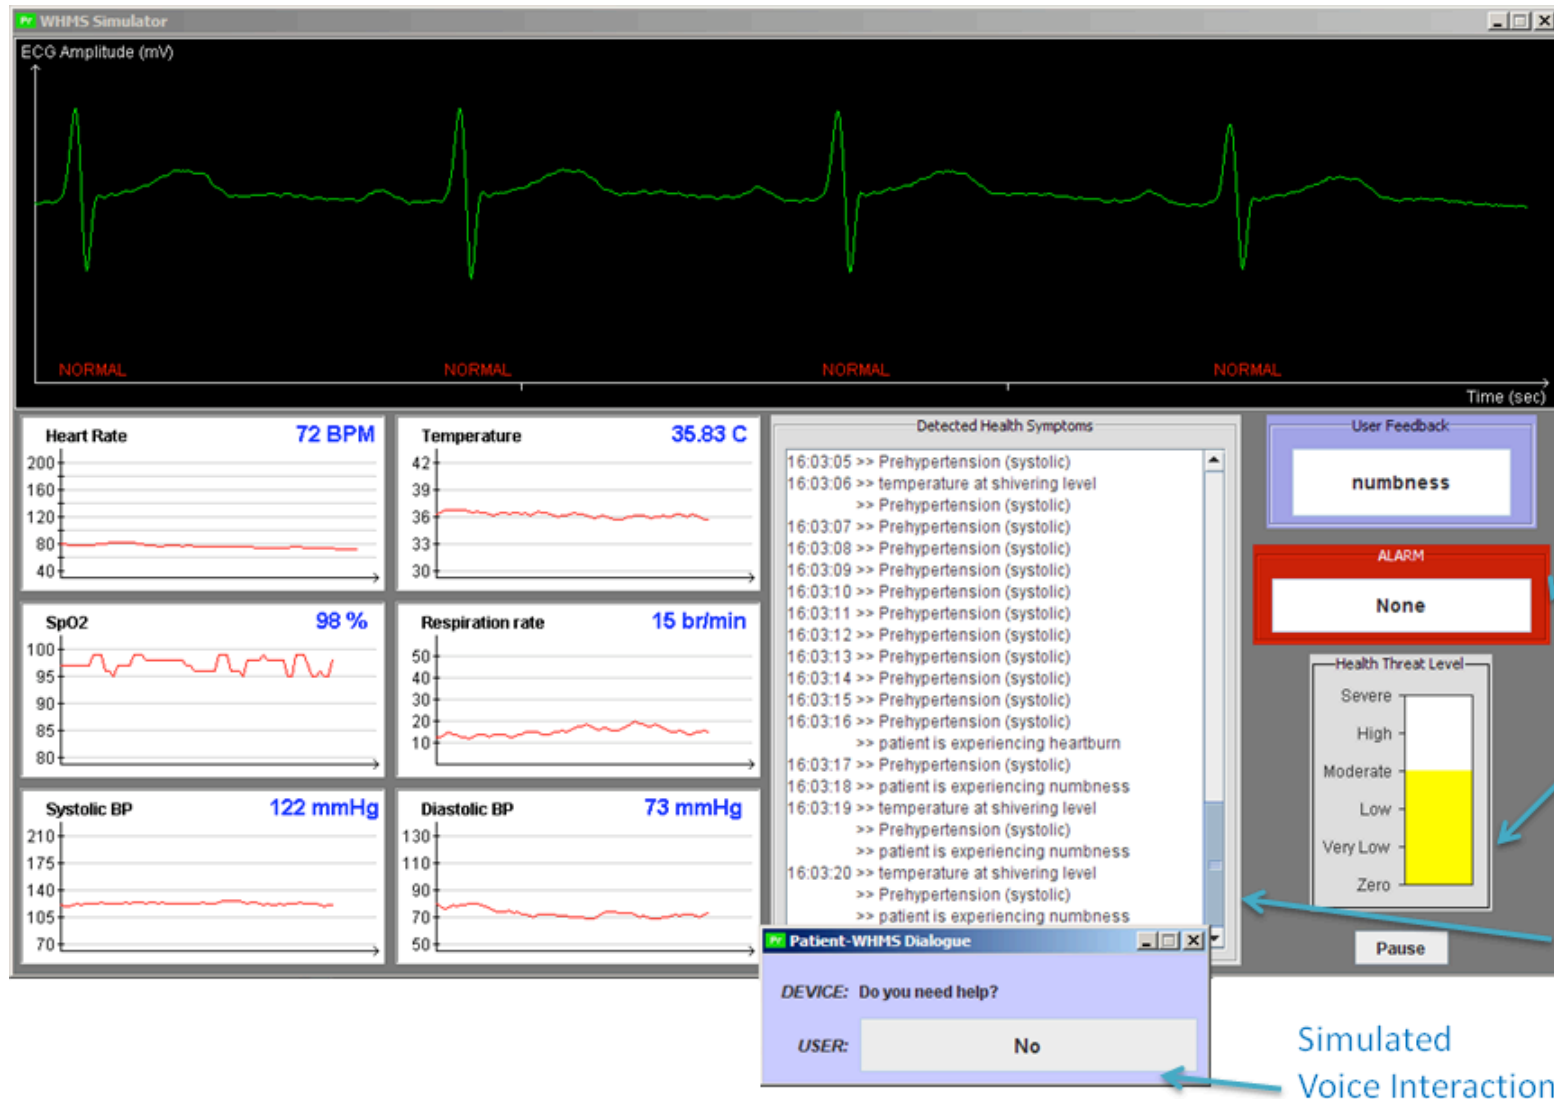 WHMS Simulator
ECG Amplitude (mV)
NORMAL NORMAL NORMAL NORMAL
Time (sec)
Heart Rate 72 BPM
200
160
120
80
40
Temperature 35.83 C
42
39
36
33
30
SpO2 98 %
100
95
90
85
80
Respiration rate 15 br/min
50
40
30
20
10
Systolic BP 122 mmHg
210
175
140
105
70
Diastolic BP 73 mmHg
130
110
90
70
50
Detected Health Symptoms
16:03:05 >> Prehypertension (systolic)
16:03:06 >> temperature at shivering level
>> Prehypertension (systolic)
16:03:07 >> Prehypertension (systolic)
16:03:08 >> Prehypertension (systolic)
16:03:09 >> Prehypertension (systolic)
16:03:10 >> Prehypertension (systolic)
16:03:11 >> Prehypertension (systolic)
16:03:12 >> Prehypertension (systolic)
16:03:13 >> Prehypertension (systolic)
16:03:14 >> Prehypertension (systolic)
16:03:15 >> Prehypertension (systolic)
16:03:16 >> Prehypertension (systolic)
>> patient is experiencing heartburn
16:03:17 >> Prehypertension (systolic)
16:03:18 >> patient is experiencing numbness
16:03:19 >> temperature at shivering level
>> Prehypertension (systolic)
>> patient is experiencing numbness
16:03:20 >> temperature at shivering level
>> Prehypertension (systolic)
>> patient is experiencing numbness
User Feedback
numbness
ALARM
None
Health Threat Level
Severe
High
Moderate
Low
Very Low
Zero
Pause
Pr Patient-WHMS Dialogue
DEVICE: Do you need help?
USER: No
Simulated
Voice Interaction